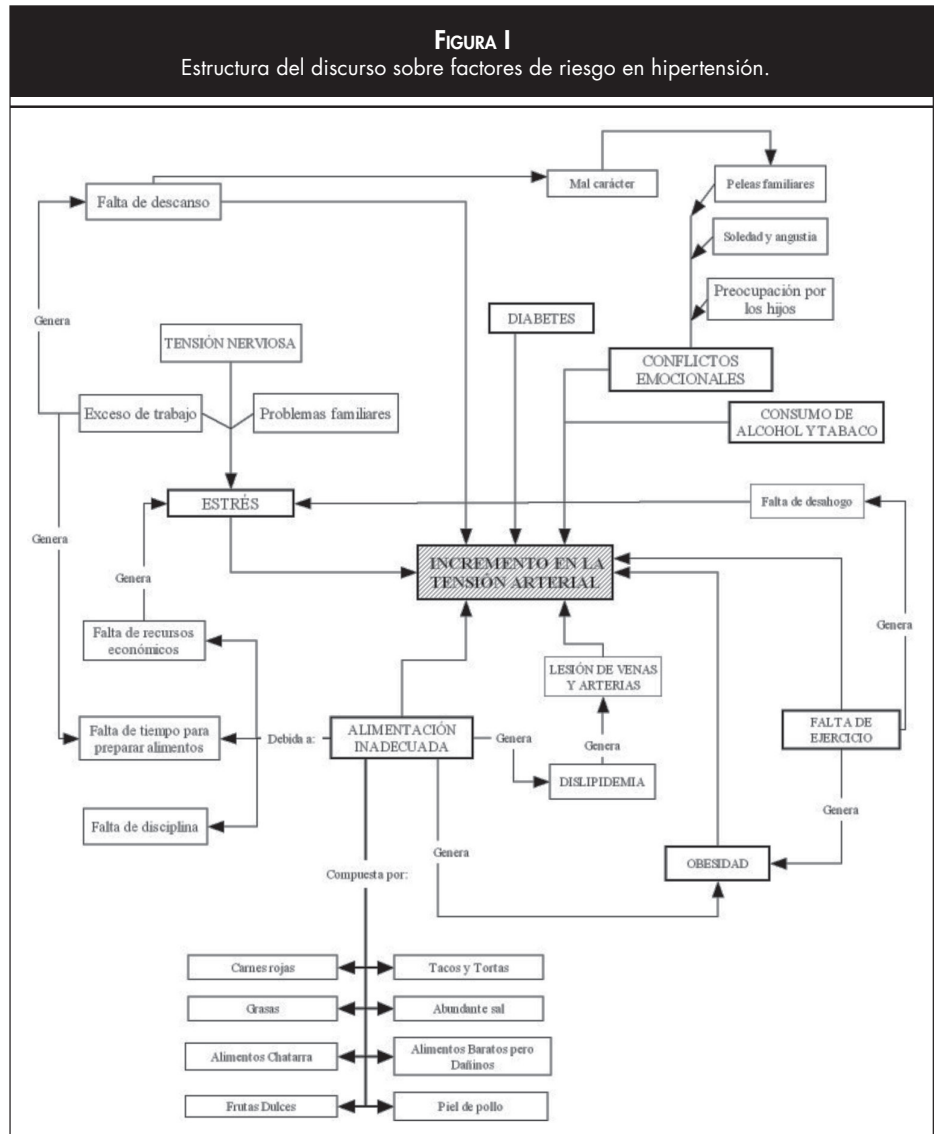 FIGURA I
Estructura del discurso sobre factores de riesgo en hipertensión.
Mal carácter
Peleas familiares
Falta de descanso
Soledad y angustia
Preocupación por
los hijos
Genera
DIABETES
TENSIÓN NERVIOSA
CONFLICTOS
EMOCIONALES
Exceso de trabajo
Problemas familiares
CONSUMO DE
ALCOHOL Y TABACO
ESTRÉS
Falta de desahogo
Genera
INCREMENTO EN LA
TENSIÓN ARTERIAL
Genera
Falta de recursos
económicos
Genera
LESIÓN DE VENAS
Y ARTERIAS
Falta de tiempo para
preparar alimentos
Debida a:
ALIMENTACIÓN
INADECUADA
Genera
Genera
FALTA DE
EJERCICIO
DISLIPIDEMIA
Genera
Falta de disciplina
Genera
OBESIDAD
Compuesta por:
Carnes rojas
Tacos y Tortas
Grasas
Abundante sal
Alimentos Chatarra
Alimentos Baratos pero
Dañinos
Frutas Dulces
Piel de pollo